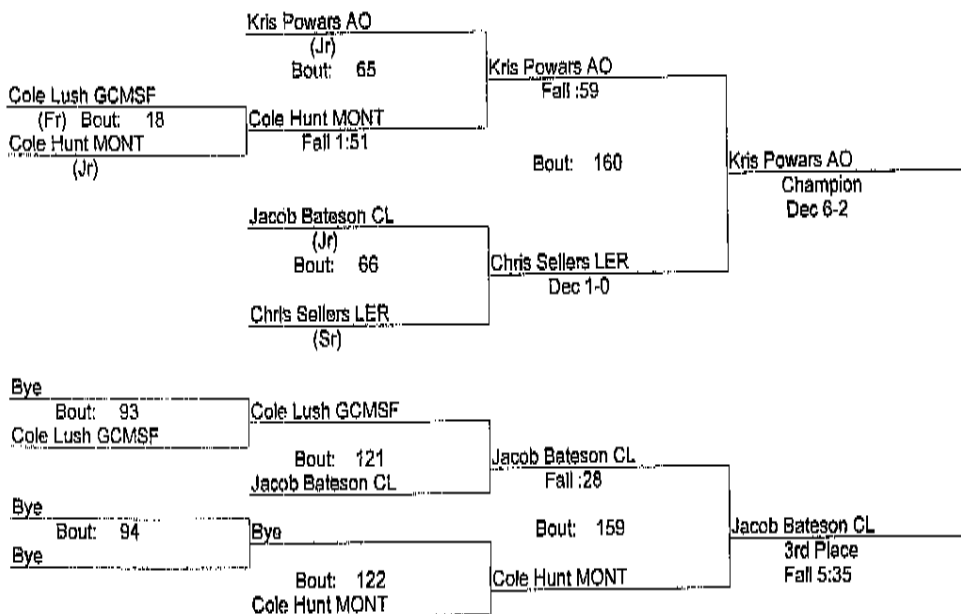 Kris Powars AO
(Jr)
Bout: 65
Kris Powars AO
Fall :59
Cole Lush GCMSF
(Fr) Bout: 18
Cole Hunt MONT
Cole Hunt MONT
Fall 1:51
(Jr)
Bout: 160
Kris Powars AO
Champion
Dec 6-2
Jacob Bateson CL
(Jr)
Bout: 66
Chris Sellers LER
Dec 1-0
Chris Sellers LER
(Sr)
Bye
Bout: 93
Cole Lush GCMSF
Cole Lush GCMSF
Bout: 121
Jacob Bateson CL
Jacob Bateson CL
Fall :28
Bye
Bout: 94
Bye
Bye
Bout: 159
Jacob Bateson CL
3rd Place
Fall 5:35
Bout: 122
Cole Hunt MONT
Cole Hunt MONT